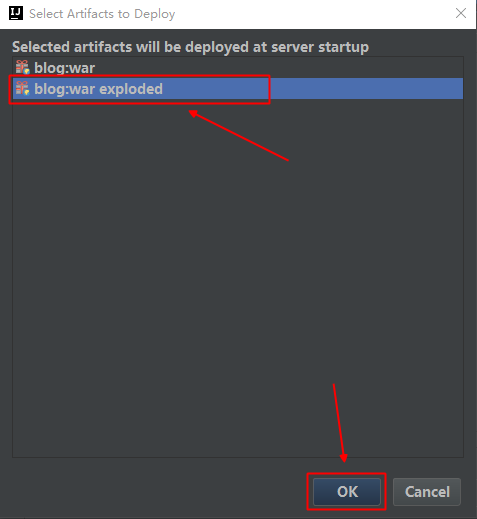 IJ Select Artifacts to Deploy
Selected artifacts will be deployed at server startup
blog:war
blog:war exploded
OK Cancel